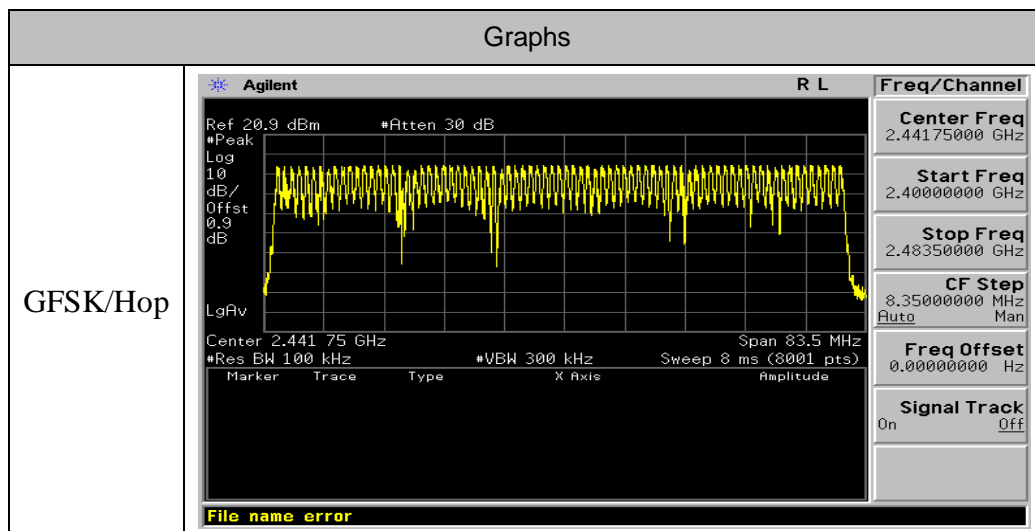 Graphs
GFSK/Hop
Agilent R L
Ref 20.9 dBm #Atten 30 dB
#Peak
Log
10
dB/
Offst
0.9
dB
LgAv
Center 2.441 75 GHz Span 83.5 MHz
#Res BW 100 kHz #VBW 300 kHz Sweep 8 ms (8001 pts)
Marker Trace Type X Axis Amplitude
File name error
Freq/Channel
Center Freq
2.44175000 GHz
Start Freq
2.40000000 GHz
Stop Freq
2.48350000 GHz
CF Step
8.35000000 MHz
Auto Man
Freq Offset
0.00000000 Hz
Signal Track
On Off